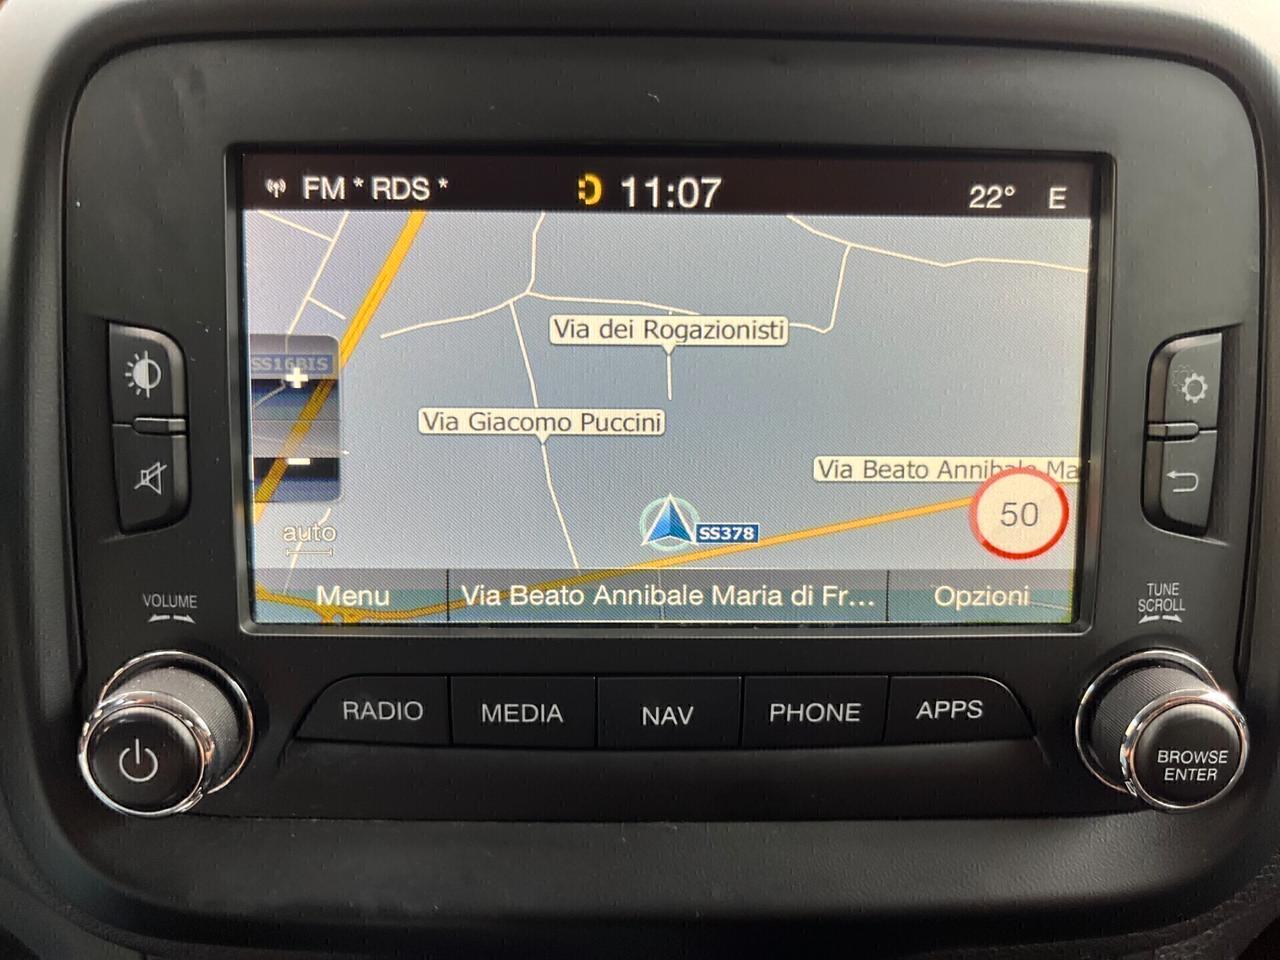 FM * RDS * 11:07 22° E
Via dei Rogazionisti
SS16BIS
+
Via Giacomo Puccini
-
Via Beato Annibale Ma
50
SS378
auto
Menu Via Beato Annibale Maria di Fr... Opzioni
VOLUME
TUNE
SCROLL
RADIO MEDIA NAV PHONE APPS
BROWSE
ENTER